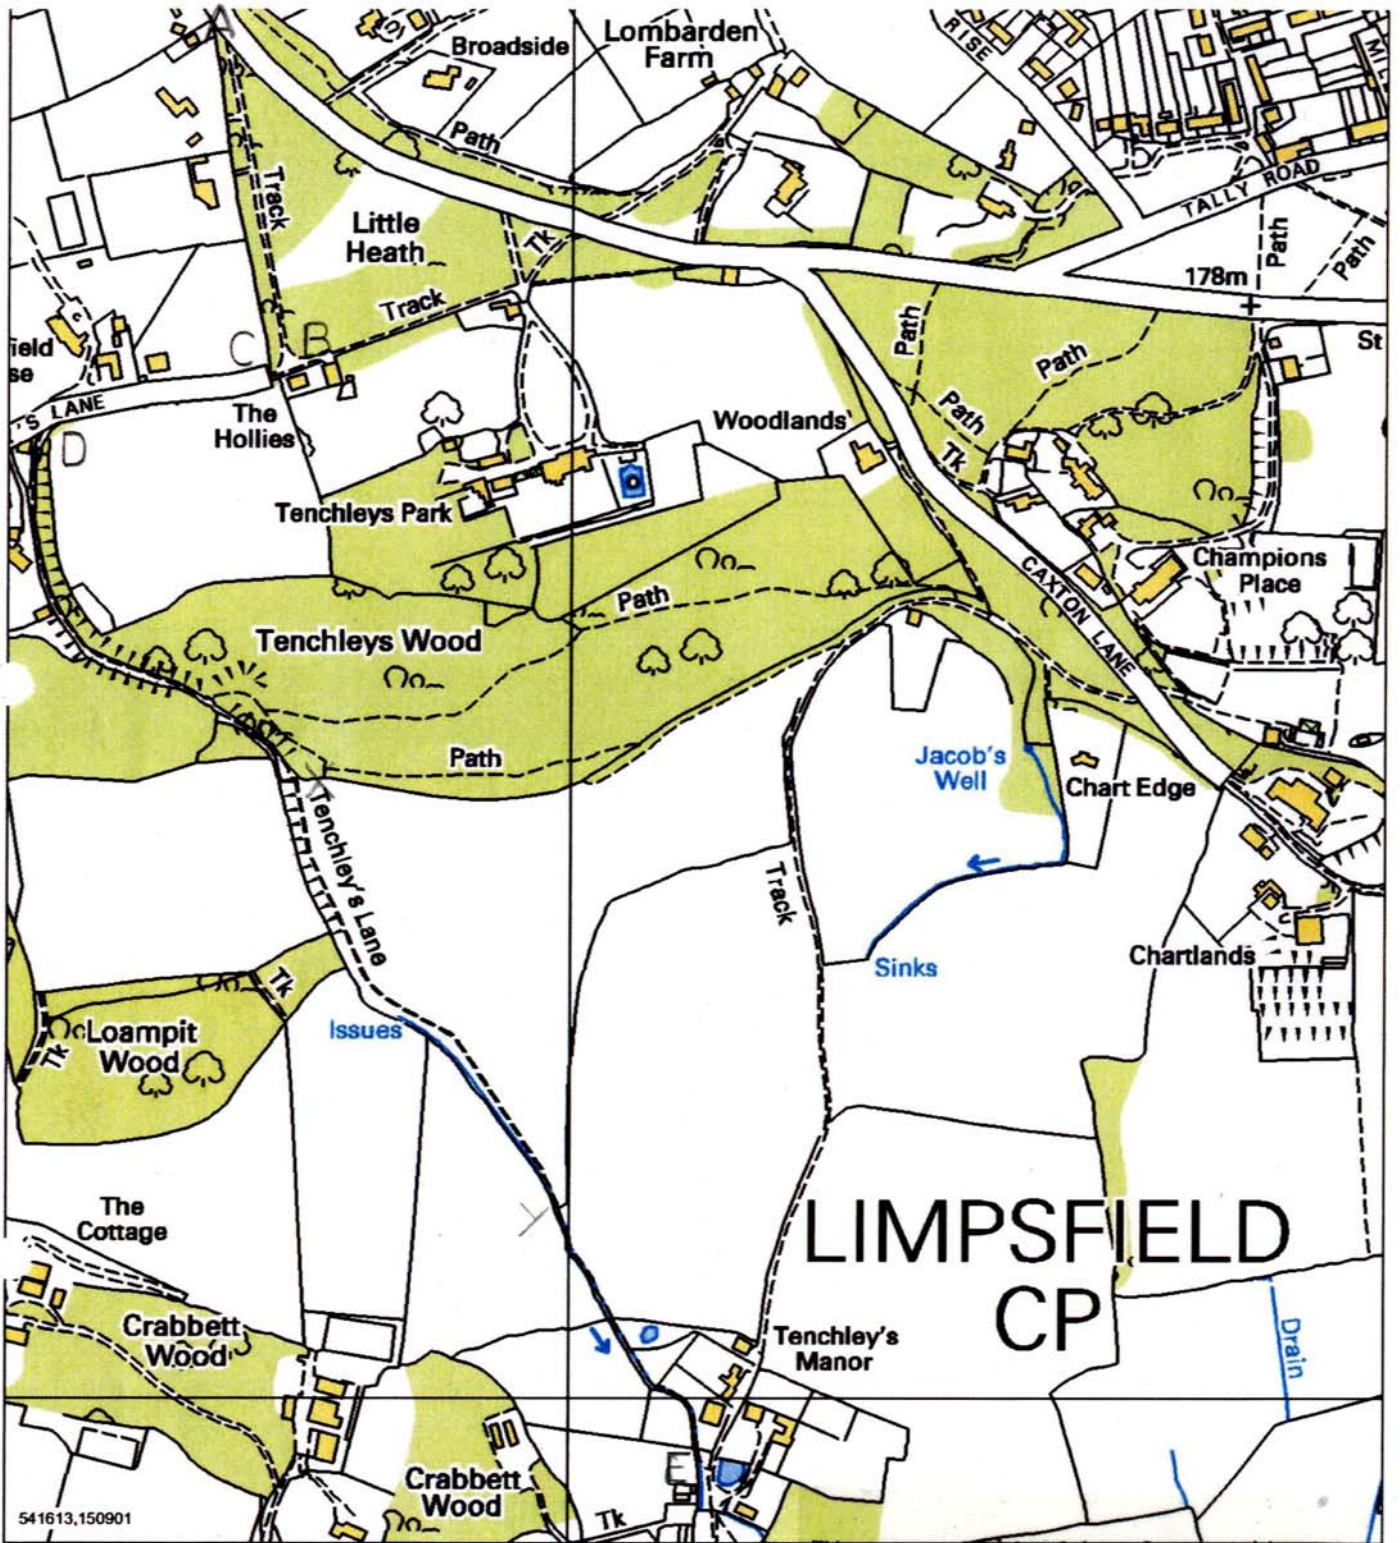 A
Broadside
Lombarden
Farm
RISE
Path
Track
Little
Heath
Tk
TALLY ROAD
Path
Path
178m
Track
Path
C
B
ield
se
St
Path
'S LANE
The
Hollies
D
Path
Woodlands
Tk
Tenchleys Park
CAXTON LANE
Champions
Place
Path
Tenchleys Wood
Path
Jacob's
Well
Chart Edge
X
Tenchley's Lane
Track
Chartlands
Sinks
Tk
Issues
Loampit
Wood
Tk
The
Cottage
Y
LIMPSFIELD
CP
Crabbett
Wood
Tenchley's
Manor
Drain
E
Crabbett
Wood
Tk
541613,150901